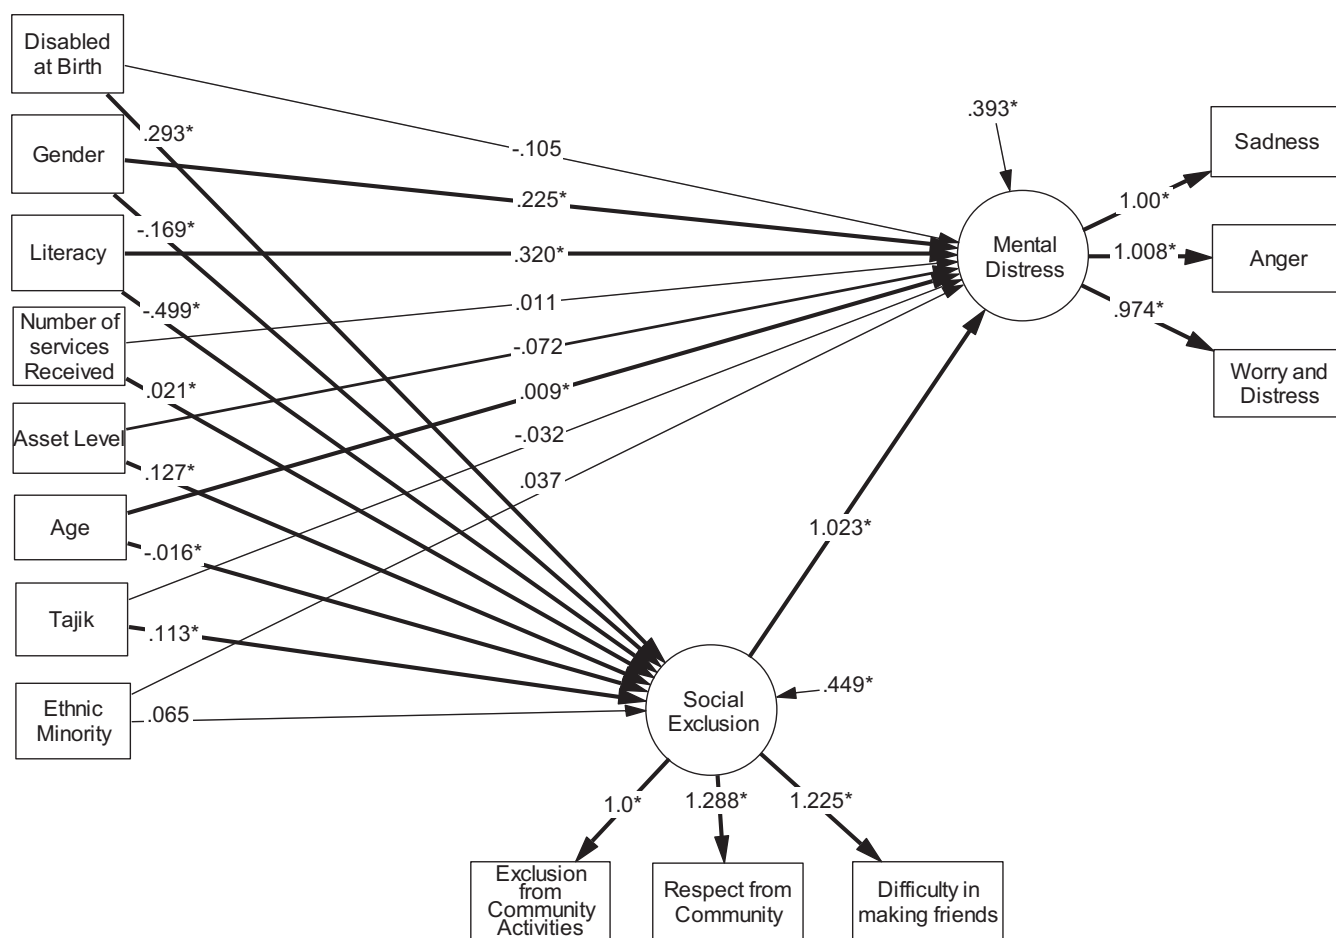 Disabled
at Birth
Gender
Literacy
Number of
services
Received
Asset Level
Age
Tajik
Ethnic
Minority
.293*
-.169*
-.499*
.021*
.127*
-.016*
.113*
.065
-.105
.225*
.320*
.011
-.072
.009*
-.032
.037
.393*
Mental
Distress
1.00*
1.008*
.974*
Sadness
Anger
Worry and
Distress
1.023*
Social
Exclusion
.449*
1.0*
1.288*
1.225*
Exclusion
from
Community
Activities
Respect from
Community
Difficulty in
making friends